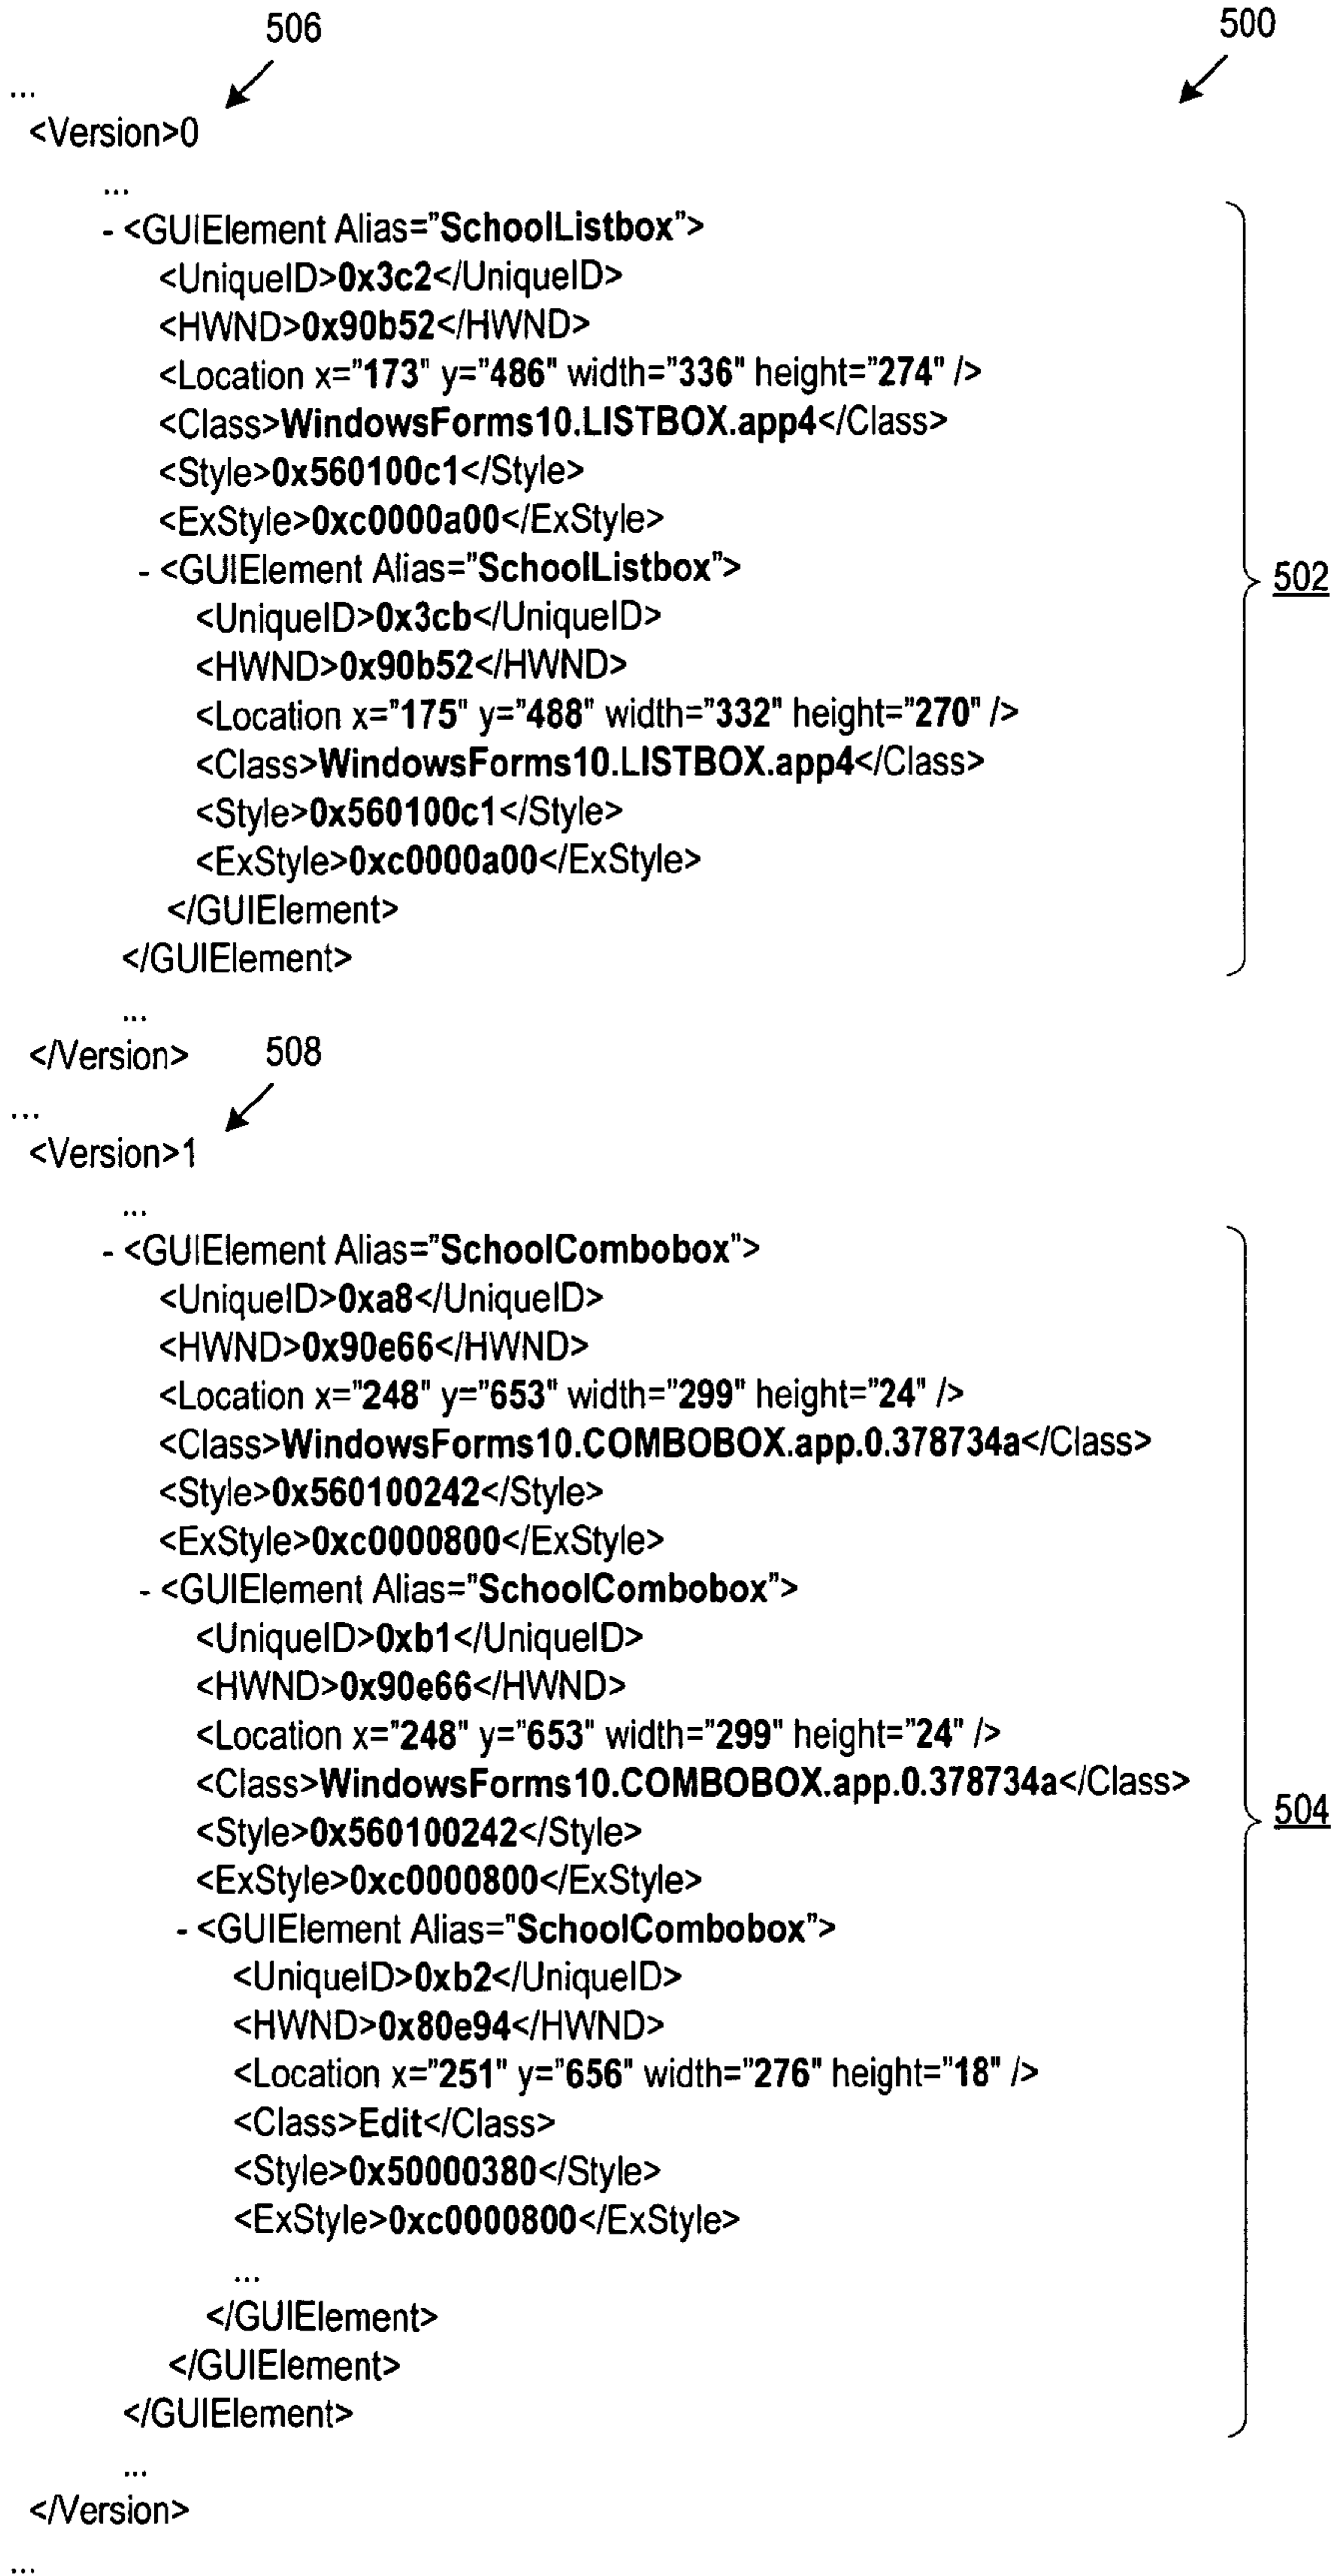 506 500
...
<Version>0
...
- <GUIElement Alias="SchoolListbox">
<UniqueID>0x3c2</UniqueID>
<HWND>0x90b52</HWND>
<Location x="173" y="486" width="336" height="274" />
<Class>WindowsForms10.LISTBOX.app4</Class>
<Style>0x560100c1</Style>
<ExStyle>0xc0000a00</ExStyle>
- <GUIElement Alias="SchoolListbox">
502
<UniqueID>0x3cb</UniqueID>
<HWND>0x90b52</HWND>
<Location x="175" y="488" width="332" height="270" />
<Class>WindowsForms10.LISTBOX.app4</Class>
<Style>0x560100c1</Style>
<ExStyle>0xc0000a00</ExStyle>
</GUIElement>
</GUIElement>
...
</Version> 508
...
<Version>1
...
- <GUIElement Alias="SchoolCombobox">
<UniqueID>0xa8</UniqueID>
<HWND>0x90e66</HWND>
<Location x="248" y="653" width="299" height="24" />
<Class>WindowsForms10.COMBOBOX.app.0.378734a</Class>
<Style>0x560100242</Style>
<ExStyle>0xc0000800</ExStyle>
- <GUIElement Alias="SchoolCombobox">
<UniqueID>0xb1</UniqueID>
<HWND>0x90e66</HWND>
<Location x="248" y="653" width="299" height="24" />
<Class>WindowsForms10.COMBOBOX.app.0.378734a</Class>
504
<Style>0x560100242</Style>
<ExStyle>0xc0000800</ExStyle>
- <GUIElement Alias="SchoolCombobox">
<UniqueID>0xb2</UniqueID>
<HWND>0x80e94</HWND>
<Location x="251" y="656" width="276" height="18" />
<Class>Edit</Class>
<Style>0x50000380</Style>
<ExStyle>0xc0000800</ExStyle>
...
</GUIElement>
</GUIElement>
</GUIElement>
...
</Version>
...